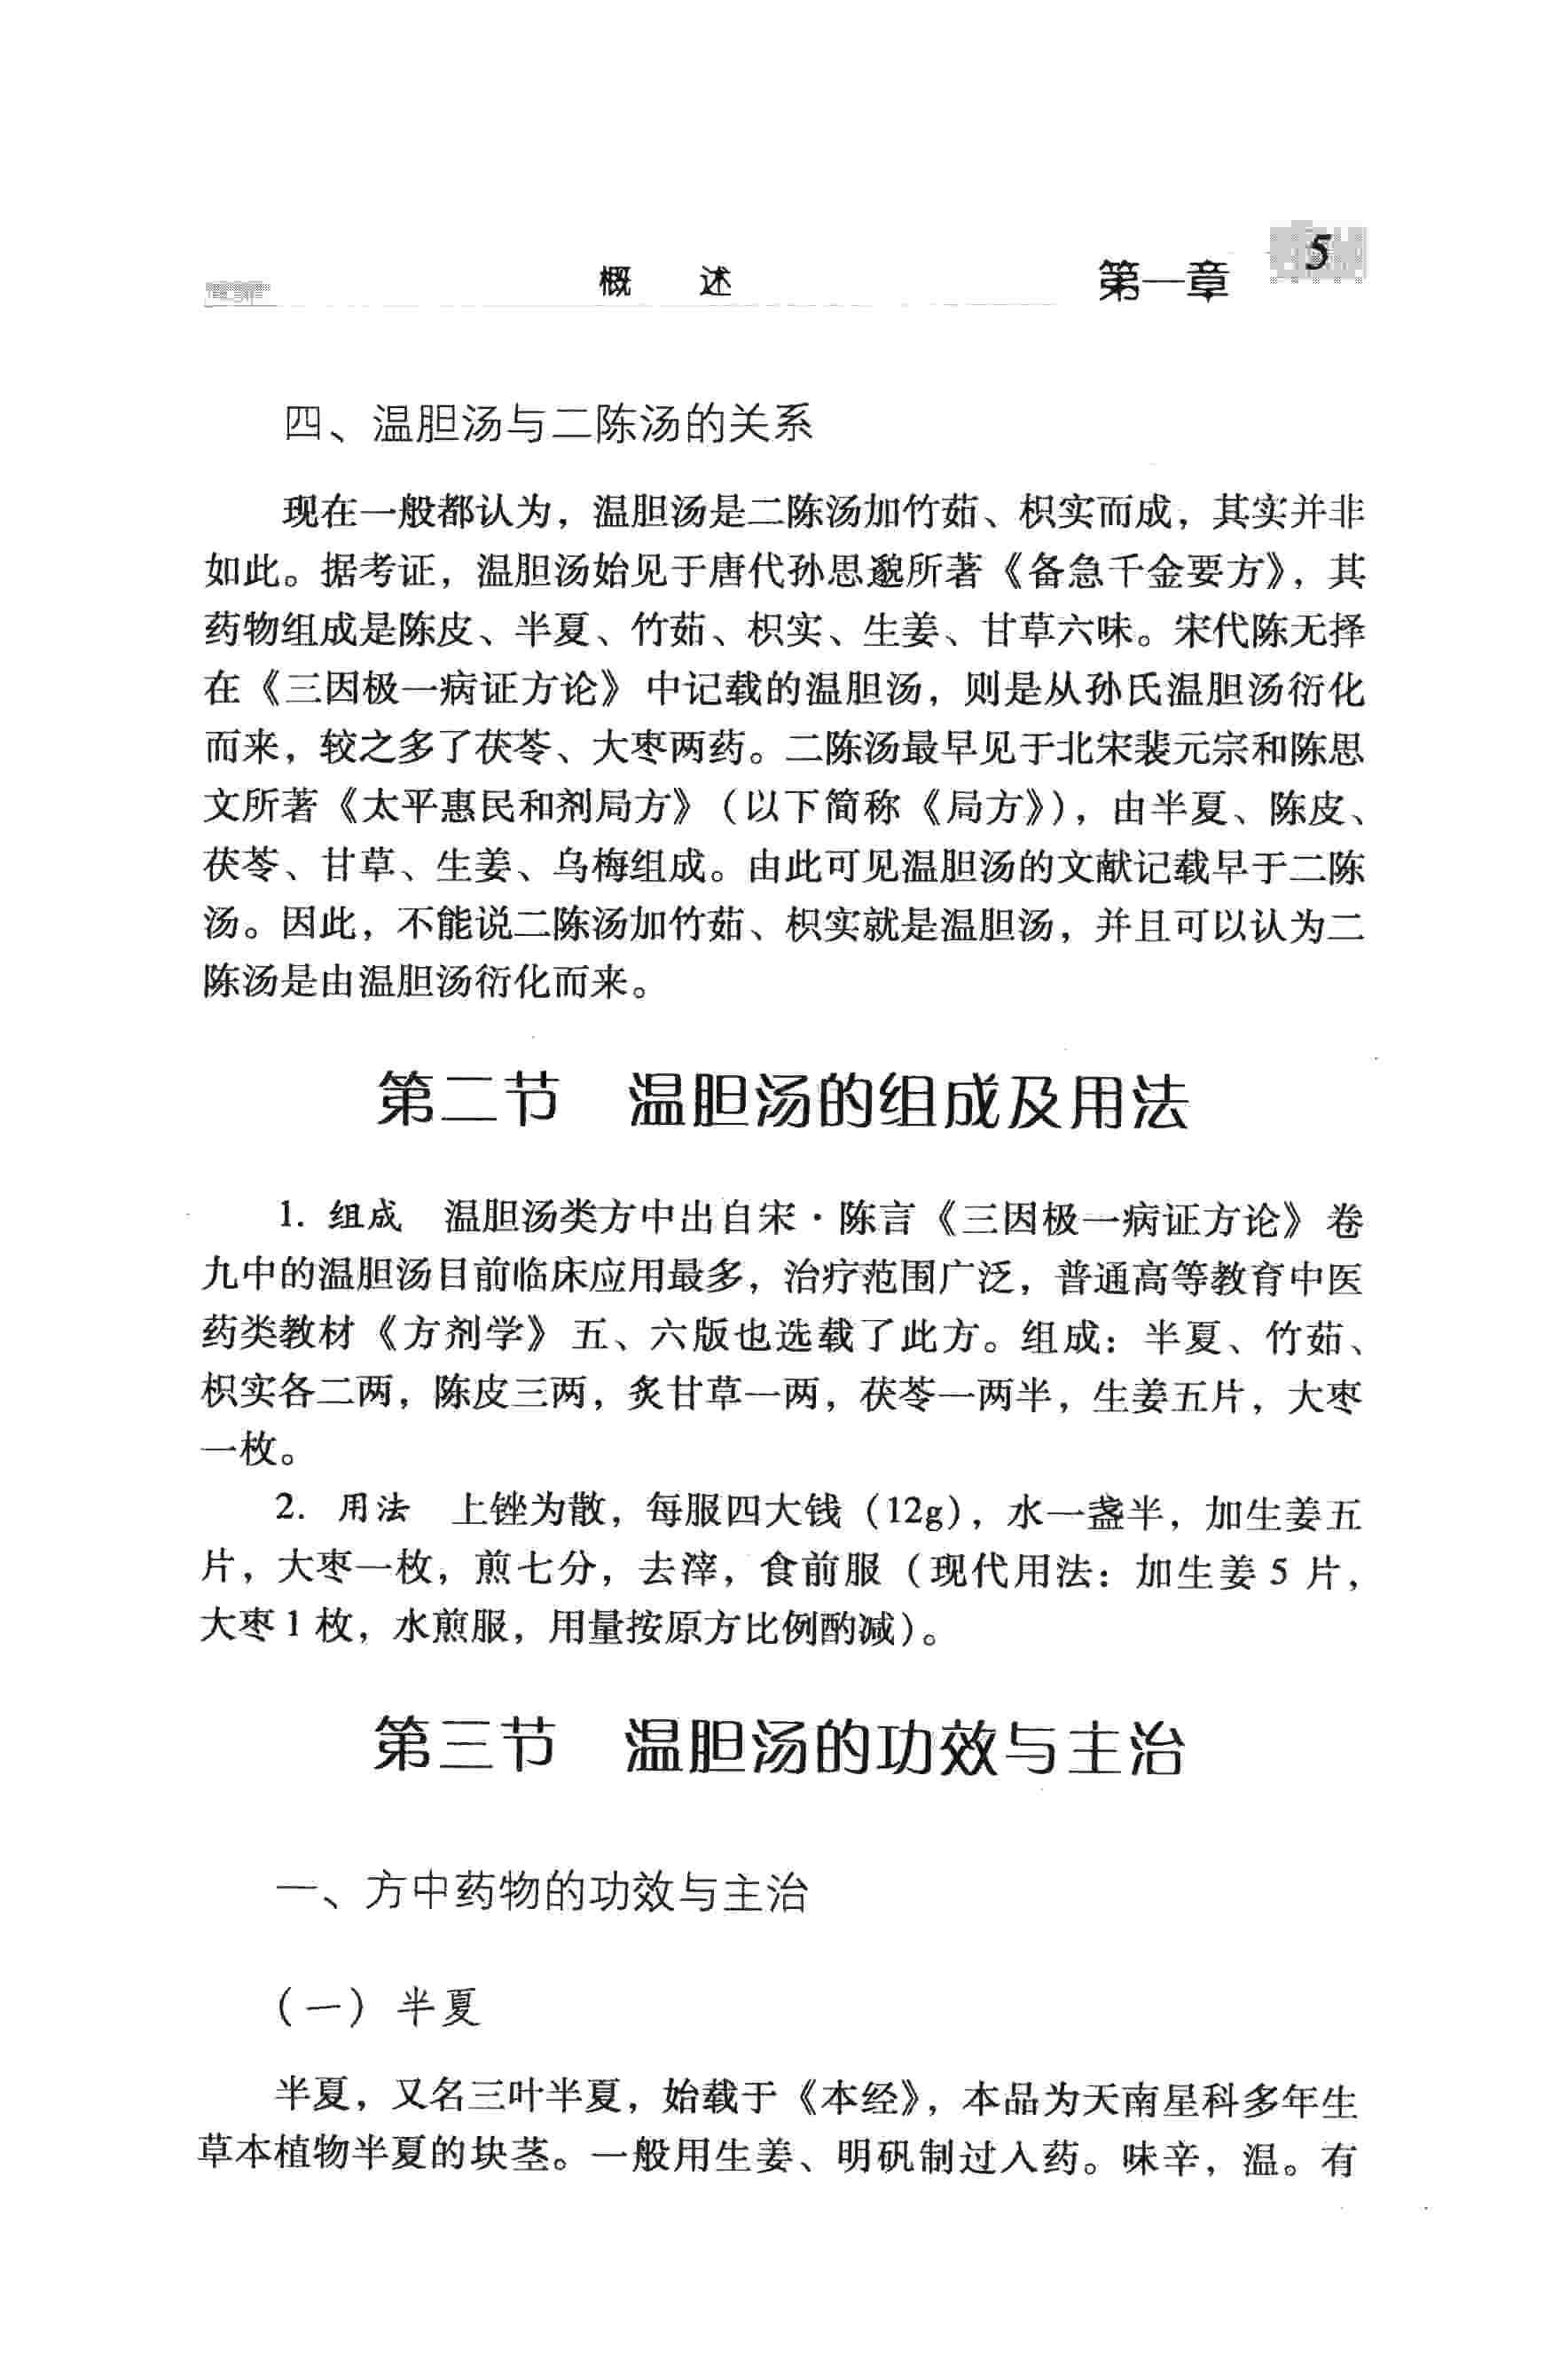 概 述 第一章 5
四、温胆汤与二陈汤的关系
现在一般都认为，温胆汤是二陈汤加竹茹、枳实而成，其实并非
如此。据考证，温胆汤始见于唐代孙思邈所著《备急千金要方》，其
药物组成是陈皮、半夏、竹茹、枳实、生姜、甘草六味。宋代陈无择
在《三因极一病证方论》中记载的温胆汤，则是从孙氏温胆汤衍化
而来，较之多了茯苓、大枣两药。二陈汤最早见于北宋裴元宗和陈思
文所著《太平惠民和剂局方》（以下简称《局方》），由半夏、陈皮、
茯苓、甘草、生姜、乌梅组成。由此可见温胆汤的文献记载早于二陈
汤。因此，不能说二陈汤加竹茹、枳实就是温胆汤，并且可以认为二
陈汤是由温胆汤衍化而来。
第二节 温胆汤的组成及用法
1. 组成 温胆汤类方中出自宋·陈言《三因极一病证方论》卷
九中的温胆汤目前临床应用最多，治疗范围广泛，普通高等教育中医
药类教材《方剂学》五、六版也选载了此方。组成：半夏、竹茹、
枳实各二两，陈皮三两，炙甘草一两，茯苓一两半，生姜五片，大枣
一枚。
2. 用法 上锉为散，每服四大钱（12g），水一盏半，加生姜五
片，大枣一枚，煎七分，去滓，食前服（现代用法：加生姜 5 片，
大枣 1 枚，水煎服，用量按原方比例酌减）。
第三节 温胆汤的功效与主治
一、方中药物的功效与主治
（一）半夏
半夏，又名三叶半夏，始载于《本经》，本品为天南星科多年生
草本植物半夏的块茎。一般用生姜、明矾制过入药。味辛，温。有